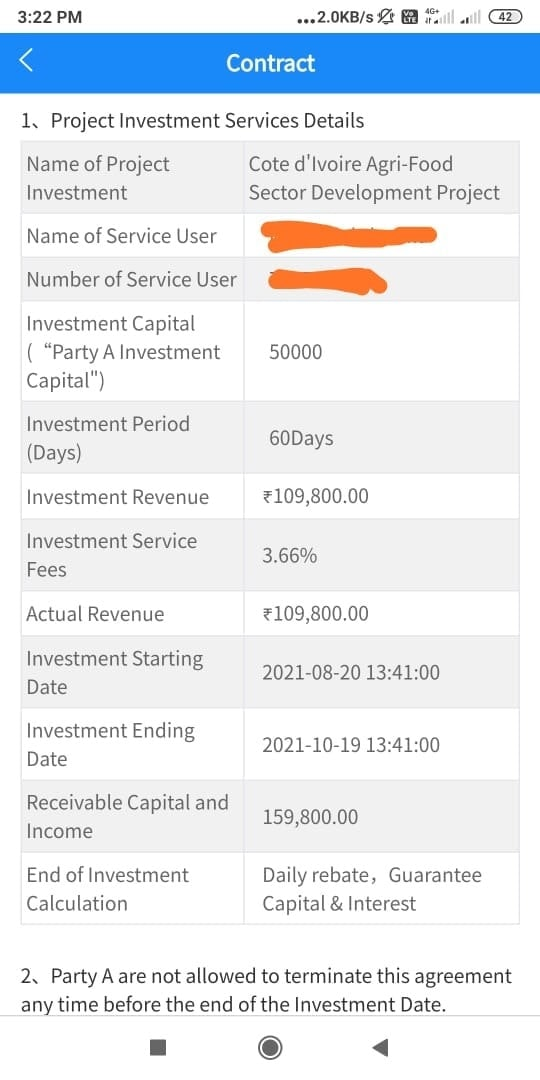 3:22 PM
...2.0KB/s Vo LTE 4G+ 42
Contract
1、Project Investment Services Details
Name of Project Investment
Cote d'Ivoire Agri-Food Sector Development Project
Name of Service User
Number of Service User
Investment Capital ( “Party A Investment Capital")
50000
Investment Period (Days)
60Days
Investment Revenue
₹109,800.00
Investment Service Fees
3.66%
Actual Revenue
₹109,800.00
Investment Starting Date
2021-08-20 13:41:00
Investment Ending Date
2021-10-19 13:41:00
Receivable Capital and Income
159,800.00
End of Investment Calculation
Daily rebate，Guarantee Capital & Interest
2、Party A are not allowed to terminate this agreement
any time before the end of the Investment Date.